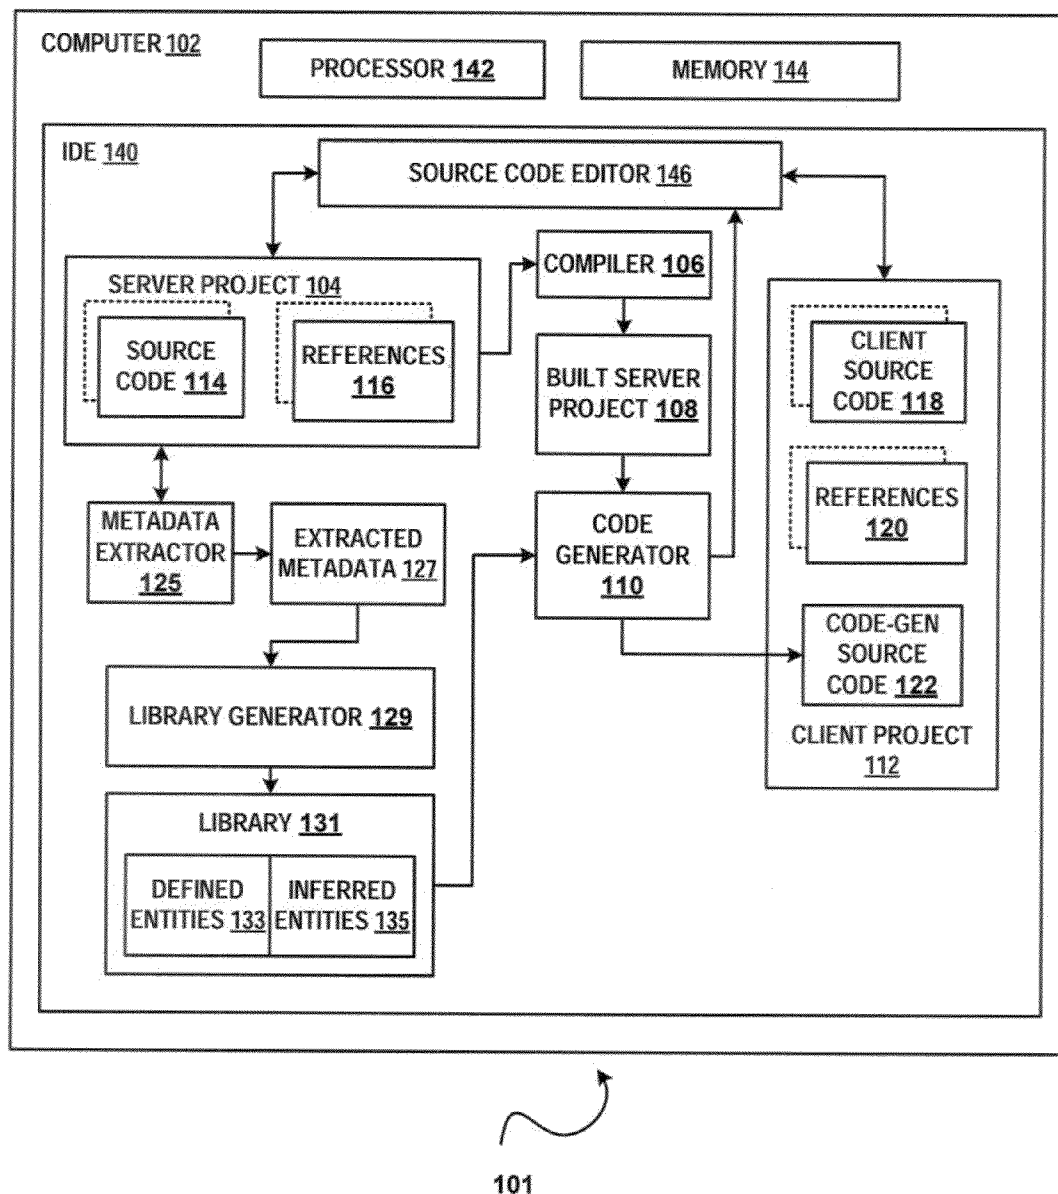 COMPUTER 102
PROCESSOR 142
MEMORY 144
IDE 140
SOURCE CODE EDITOR 146
SERVER PROJECT 104
SOURCE
CODE 114
REFERENCES
116
COMPILER 106
BUILT SERVER
PROJECT 108
CLIENT
SOURCE
CODE 118
REFERENCES
120
METADATA
EXTRACTOR
125
EXTRACTED
METADATA 127
CODE
GENERATOR
110
CODE-GEN
SOURCE
CODE 122
CLIENT PROJECT
112
LIBRARY GENERATOR 129
LIBRARY 131
DEFINED
ENTITIES 133
INFERRED
ENTITIES 135
101